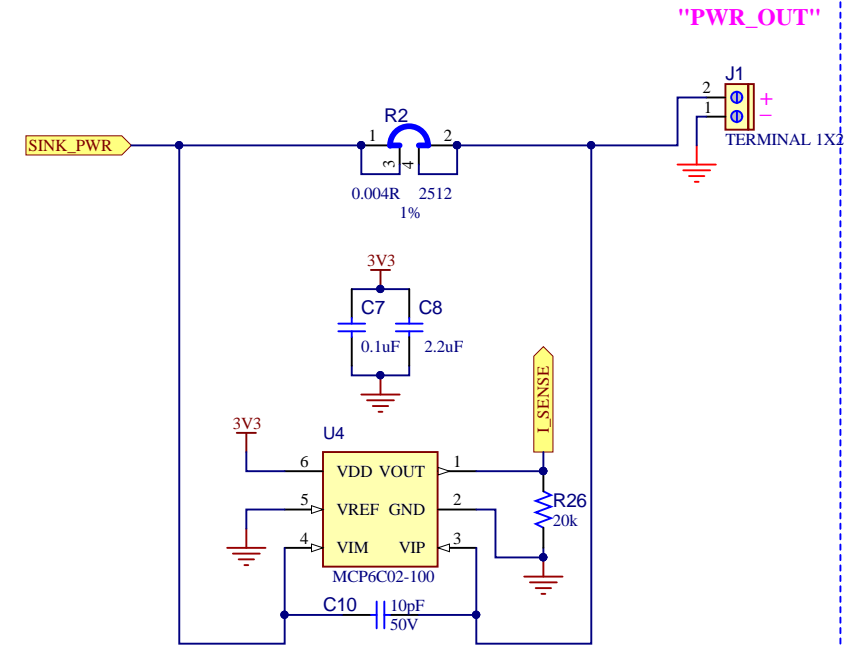 "PWR_OUT"
J1
2
+
1
−
TERMINAL 1X2
R2
SINK_PWR
1
2
3
4
0.004R
2512
1%
3V3
C7
C8
0.1uF
2.2uF
I_SENSE
3V3
U4
6
VDD
VOUT
1
5
VREF
GND
2
R26
20k
4
VIM
VIP
3
MCP6C02-100
C10
10pF
50V